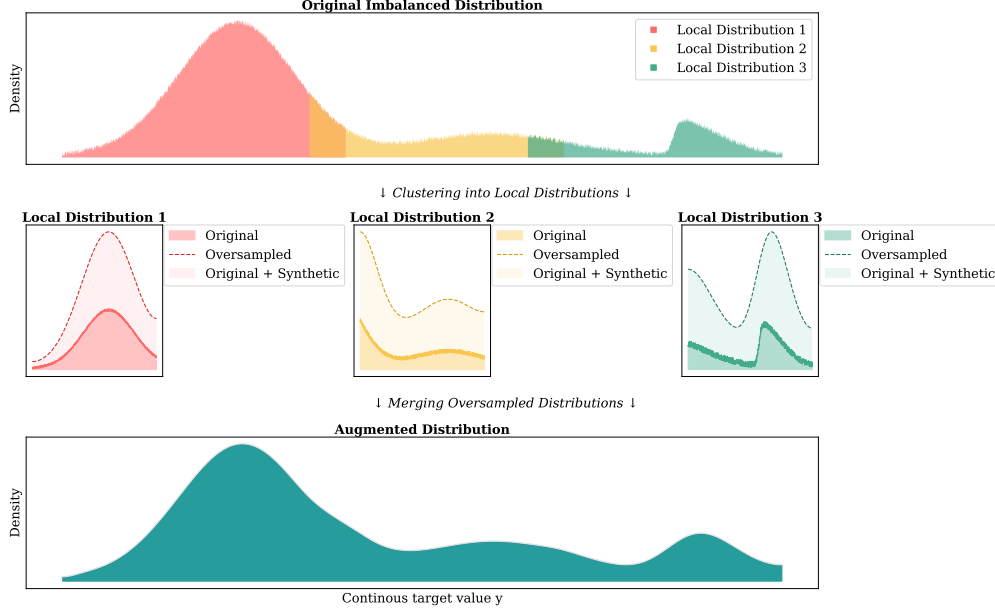 Original Imbalanced Distribution
Density
Local Distribution 1
Local Distribution 2
Local Distribution 3
↓ Clustering into Local Distributions ↓
Local Distribution 1
Original
Oversampled
Original + Synthetic
Local Distribution 2
Original
Oversampled
Original + Synthetic
Local Distribution 3
Original
Oversampled
Original + Synthetic
↓ Merging Oversampled Distributions ↓
Augmented Distribution
Density
Continous target value y